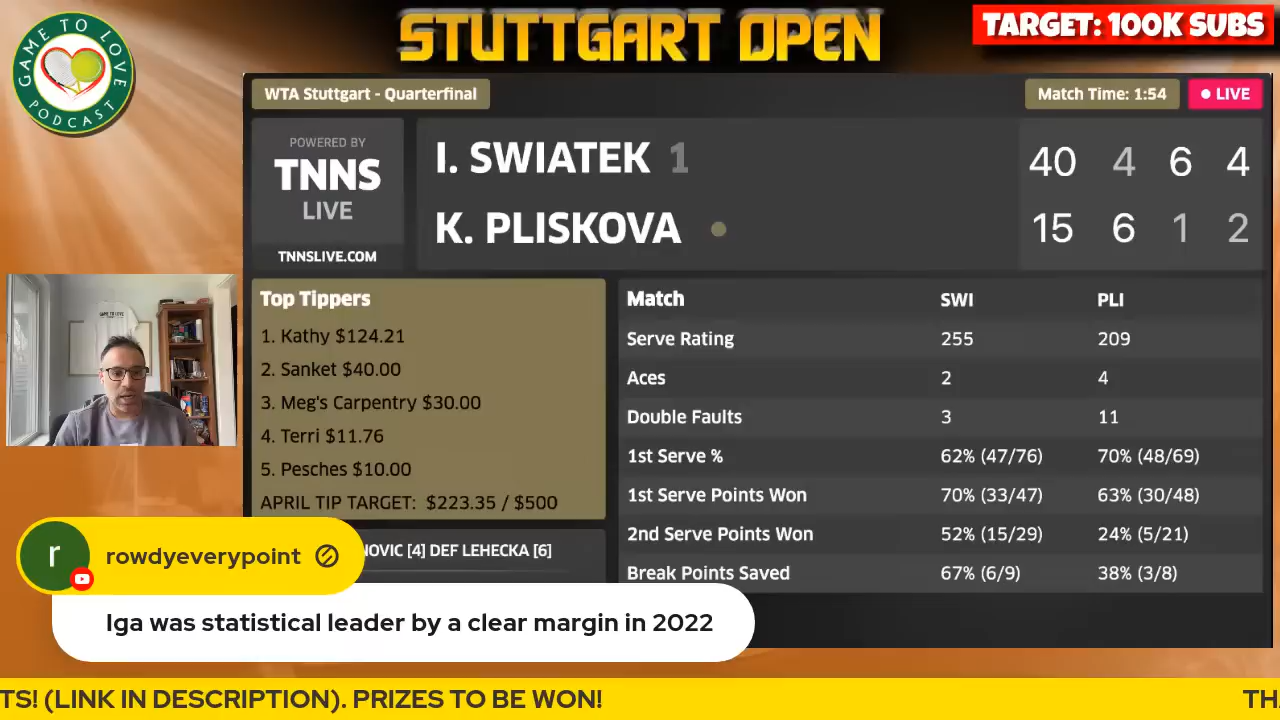 GAME TO LOVE
PODCAST
STUTTGART OPEN
TARGET: 100K SUBS
WTA Stuttgart - Quarterfinal
Match Time: 1:54
LIVE
POWERED BY
TNNS
LIVE
TNNSLIVE.COM
I. SWIATEK 1 40 4 6 4
K. PLISKOVA 15 6 1 2
Top Tippers
1. Kathy $124.21
2. Sanket $40.00
3. Meg's Carpentry $30.00
4. Terri $11.76
5. Pesches $10.00
APRIL TIP TARGET: $223.35 / $500
Match SWI PLI
Serve Rating 255 209
Aces 2 4
Double Faults 3 11
1st Serve % 62% (47/76) 70% (48/69)
1st Serve Points Won 70% (33/47) 63% (30/48)
2nd Serve Points Won 52% (15/29) 24% (5/21)
Break Points Saved 67% (6/9) 38% (3/8)
NOVIC [4] DEF LEHECKA [6]
r
rowdyeverypoint
Iga was statistical leader by a clear margin in 2022
TS! (LINK IN DESCRIPTION). PRIZES TO BE WON!
TH